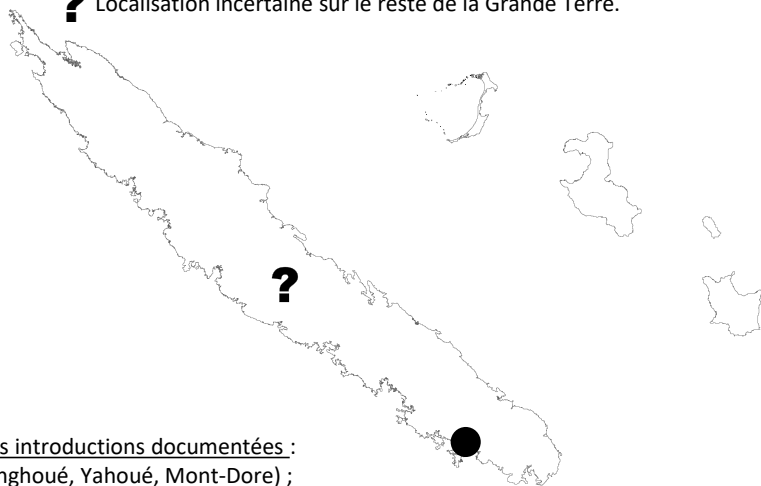 ? Localisation incertaine sur le reste de la Grande Terre.
?
s introductions documentées :
nghoué, Yahoué, Mont-Dore) ;